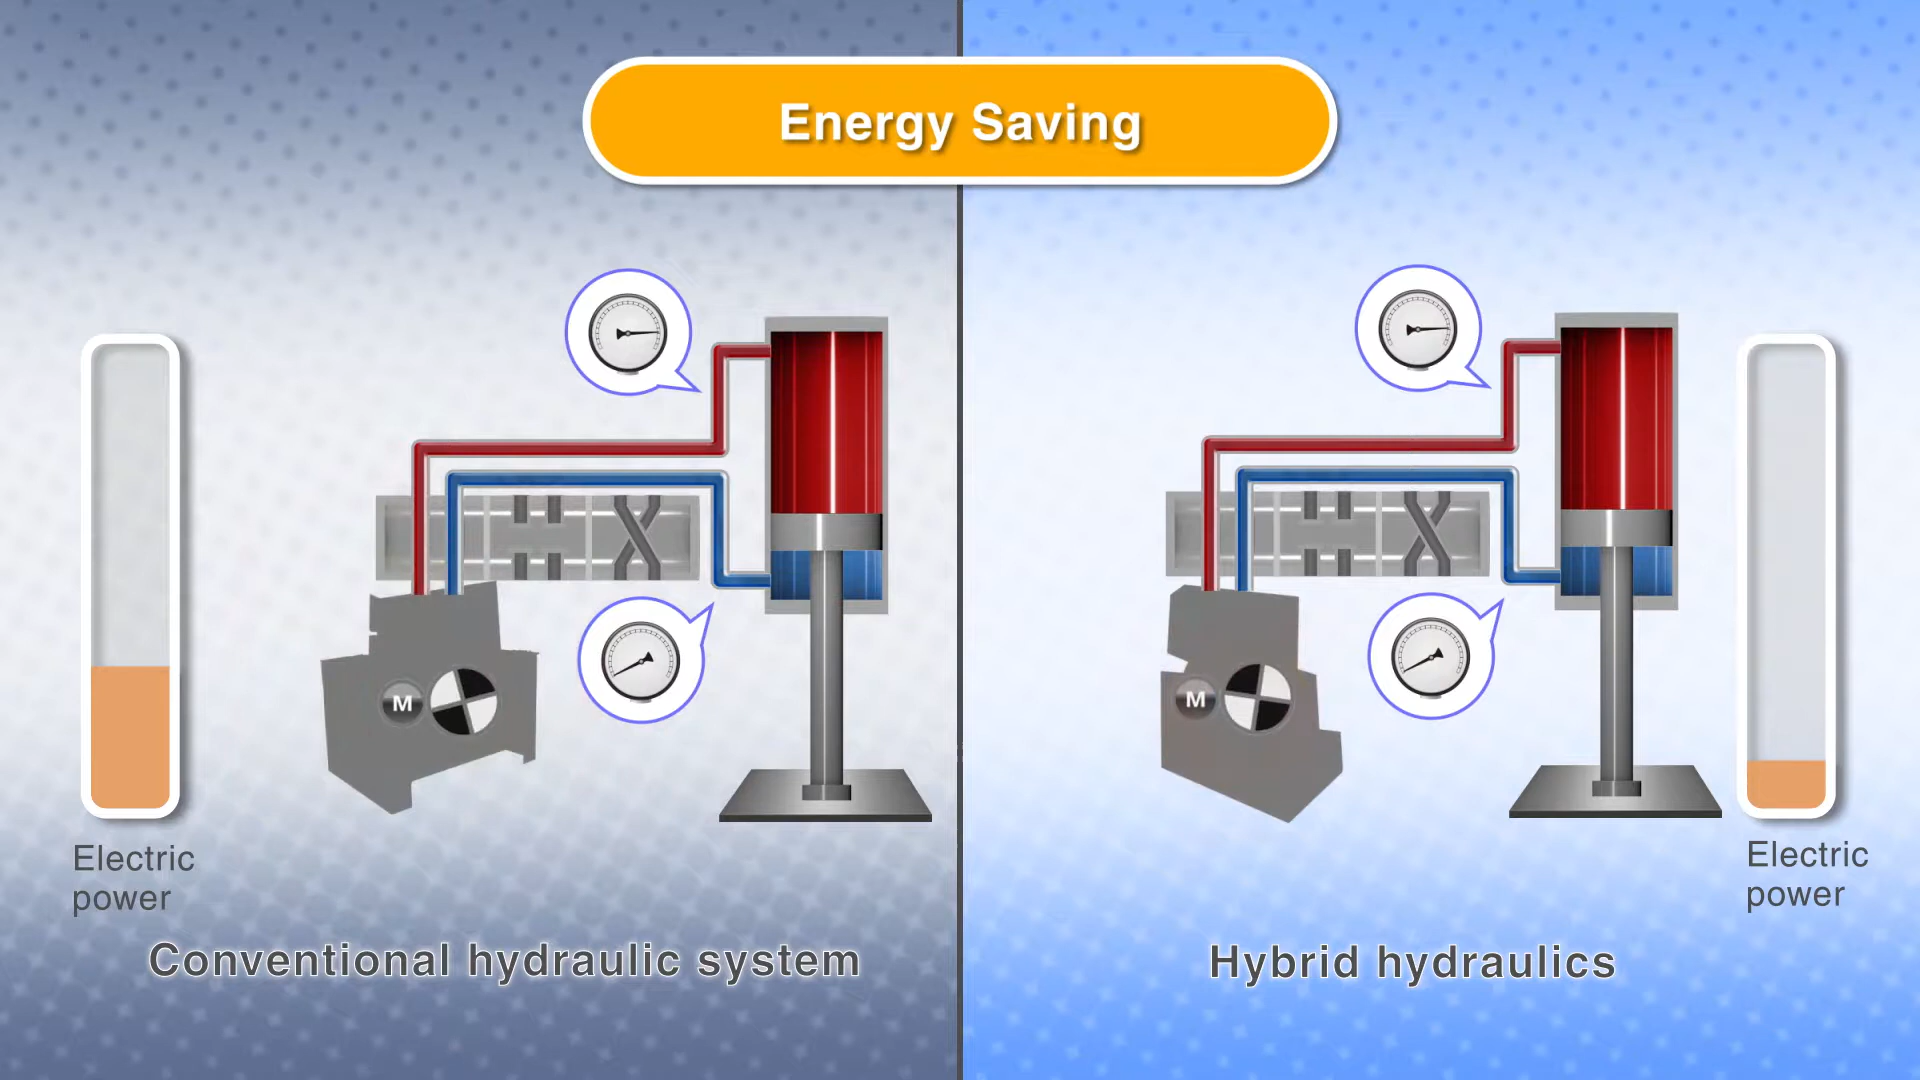 Energy Saving
M
M
Electric
power
Electric
power
Conventional hydraulic system
Hybrid hydraulics